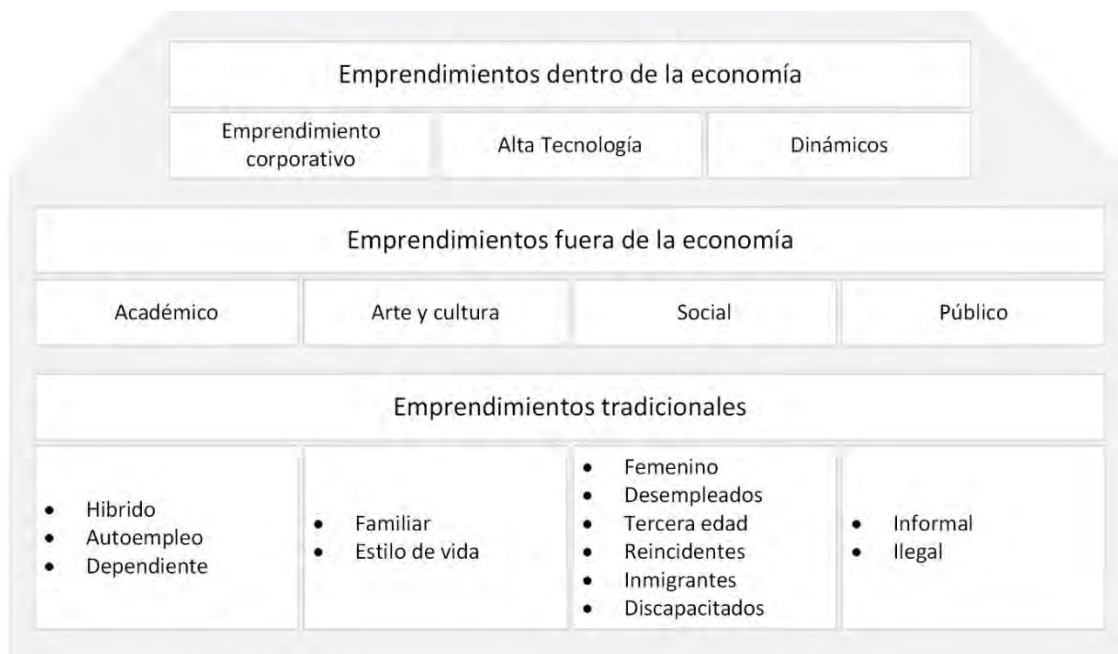 Emprendimientos dentro de la economía
Emprendimiento
corporativo
Alta Tecnología
Dinámicos
Emprendimientos fuera de la economía
Académico
Arte y cultura
Social
Público
Emprendimientos tradicionales
• Hibrido
• Autoempleo
• Dependiente
• Familiar
• Estilo de vida
• Femenino
• Desempleados
• Tercera edad
• Reincidentes
• Inmigrantes
• Discapacitados
• Informal
• Ilegal